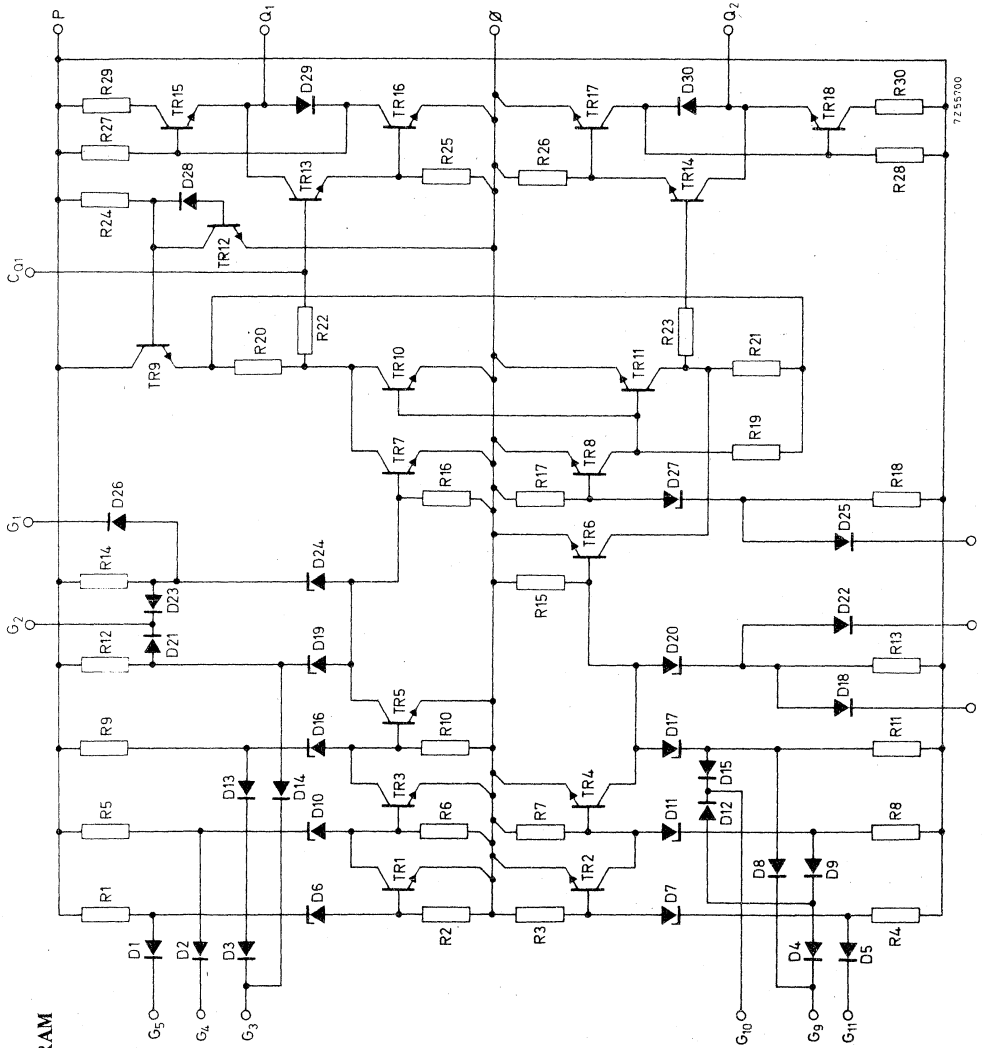 RAM
P
Q1
Ø
Q2
CQ1
G1
G2
G5
G4
G3
G10
G9
G11
R29
R27
TR15
D29
TR16
R24
D28
TR13
R25
TR12
TR17
D30
R26
TR18
R30
TR14
R28
7Z55700
TR9
R20
R22
TR10
R23
TR11
R21
TR7
R16
TR8
R17
R19
D27
R18
D26
R14
D24
D23
D21
R12
D19
TR6
R15
D25
D22
D20
R13
D18
R9
D16
TR5
R10
D13
D14
D17
R11
D15
D12
R5
D10
TR3
R6
R7
TR4
D11
R8
D8
D9
R1
D6
TR1
R2
R3
TR2
D7
R4
D1
D2
D3
D4
D5